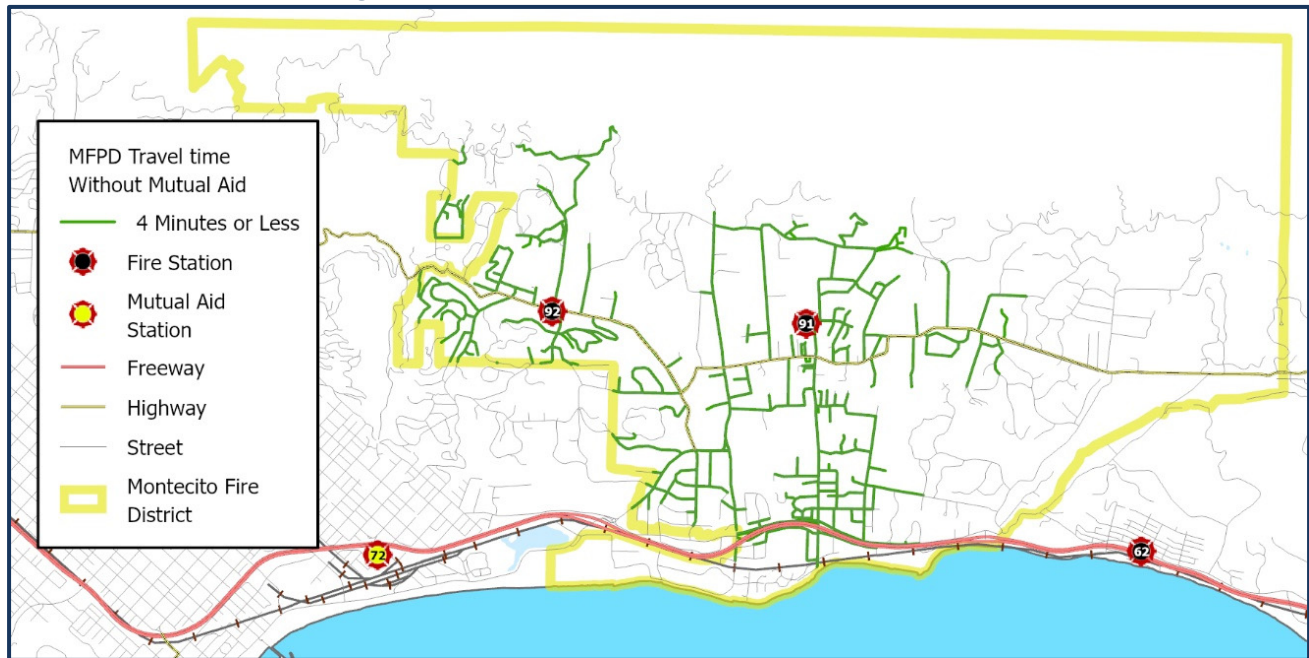 MFPD Travel time
Without Mutual Aid
4 Minutes or Less
Fire Station
Mutual Aid
Station
Freeway
Highway
Street
Montecito Fire
District
92
91
72
62